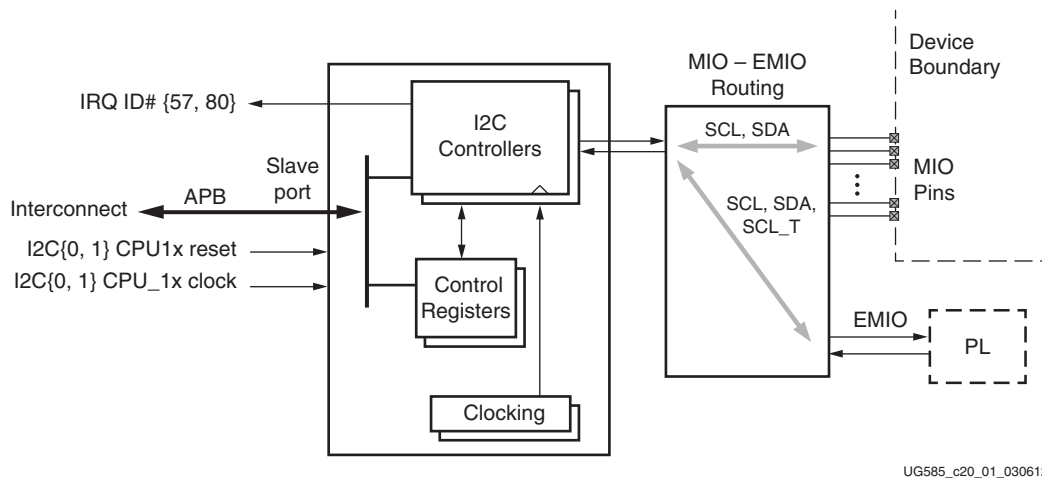 Device
Boundary
MIO – EMIO
Routing
IRQ ID# {57, 80}
I2C
Controllers
SCL, SDA
Slave
port
APB
Interconnect
MIO
Pins
SCL, SDA,
SCL_T
I2C{0, 1} CPU1x reset
I2C{0, 1} CPU_1x clock
Control
Registers
EMIO
PL
Clocking